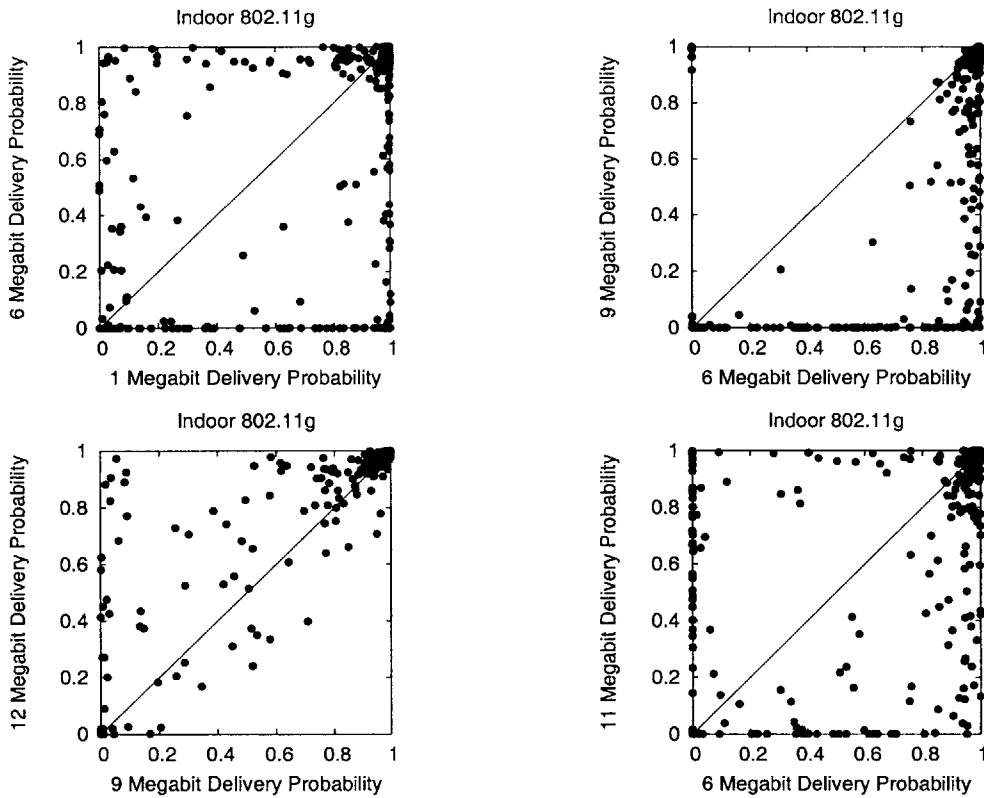 Indoor 802.11g
1
0.8
0.6
0.4
0.2
0
0 0.2 0.4 0.6 0.8 1
6 Megabit Delivery Probability
1 Megabit Delivery Probability
Indoor 802.11g
1
0.8
0.6
0.4
0.2
0
0 0.2 0.4 0.6 0.8 1
9 Megabit Delivery Probability
6 Megabit Delivery Probability
Indoor 802.11g
1
0.8
0.6
0.4
0.2
0
0 0.2 0.4 0.6 0.8 1
12 Megabit Delivery Probability
9 Megabit Delivery Probability
Indoor 802.11g
1
0.8
0.6
0.4
0.2
0
0 0.2 0.4 0.6 0.8 1
11 Megabit Delivery Probability
6 Megabit Delivery Probability